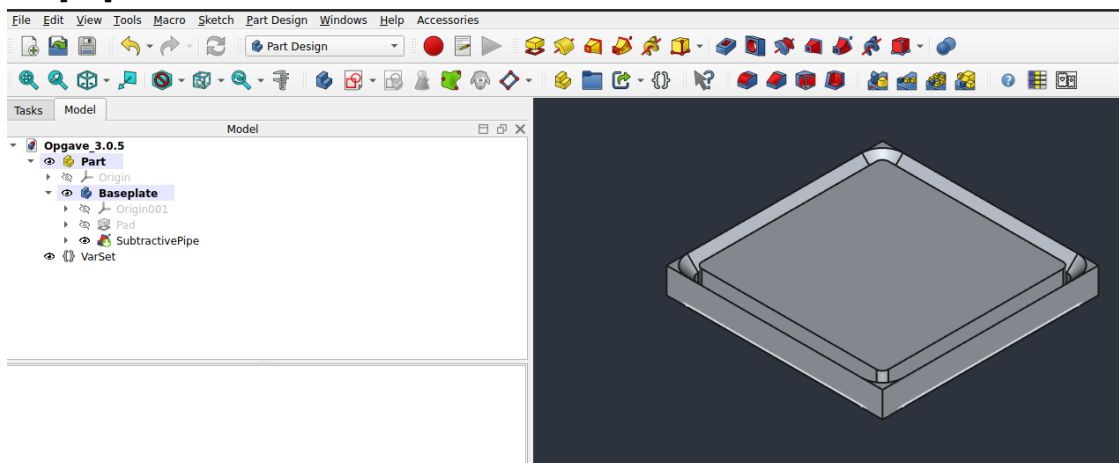 File Edit View Tools Macro Sketch Part Design Windows Help Accessories
Part Design
Tasks Model
Model
Opgave_3.0.5
Part
Origin
Baseplate
Origin001
Pad
SubtractivePipe
VarSet